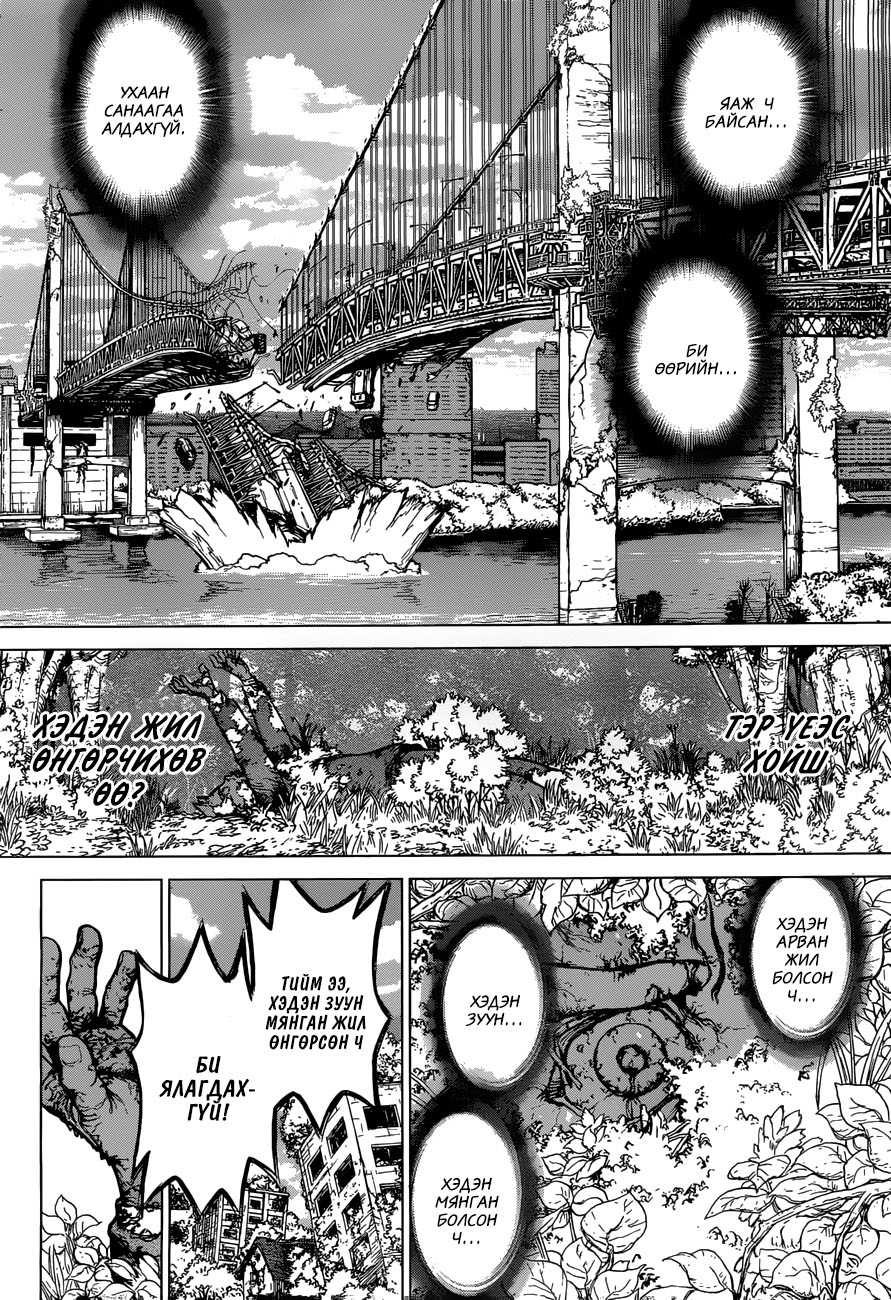 ЯАЖ Ч
БАЙСАН...
БИ
ӨӨРИЙН...
УХААН
САНААГАА
АЛДАХГҮЙ.
ТЭР ҮЕЭС
ХОЙШ
ХЭДЭН ЖИЛ
ӨНГӨРЧИХӨВ
ӨӨ?
ХЭДЭН
АРВАН
ЖИЛ
БОЛСОН
Ч...
ХЭДЭН
ЗУУН...
ХЭДЭН
МЯНГАН
БОЛСОН
Ч...
ТИЙМ ЭЭ,
ХЭДЭН ЗУУН
МЯНГАН ЖИЛ
ӨНГӨРСӨН Ч
БИ
ЯЛАГДАХ-
ГҮЙ!